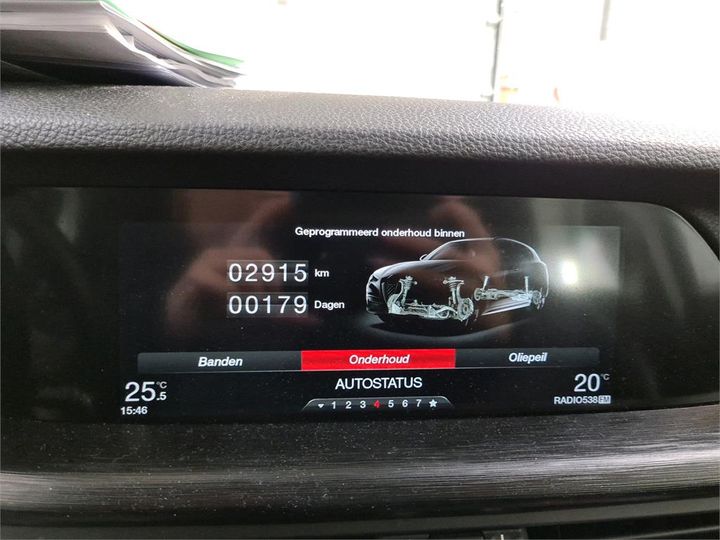 Geprogrammeerd onderhoud binnen
02915 km
00179 Dagen
Banden Onderhoud Oliepeil
25.5 °C AUTOSTATUS 20 °C
15:46 1 2 3 4 5 6 7 ★ RADIO538 FM